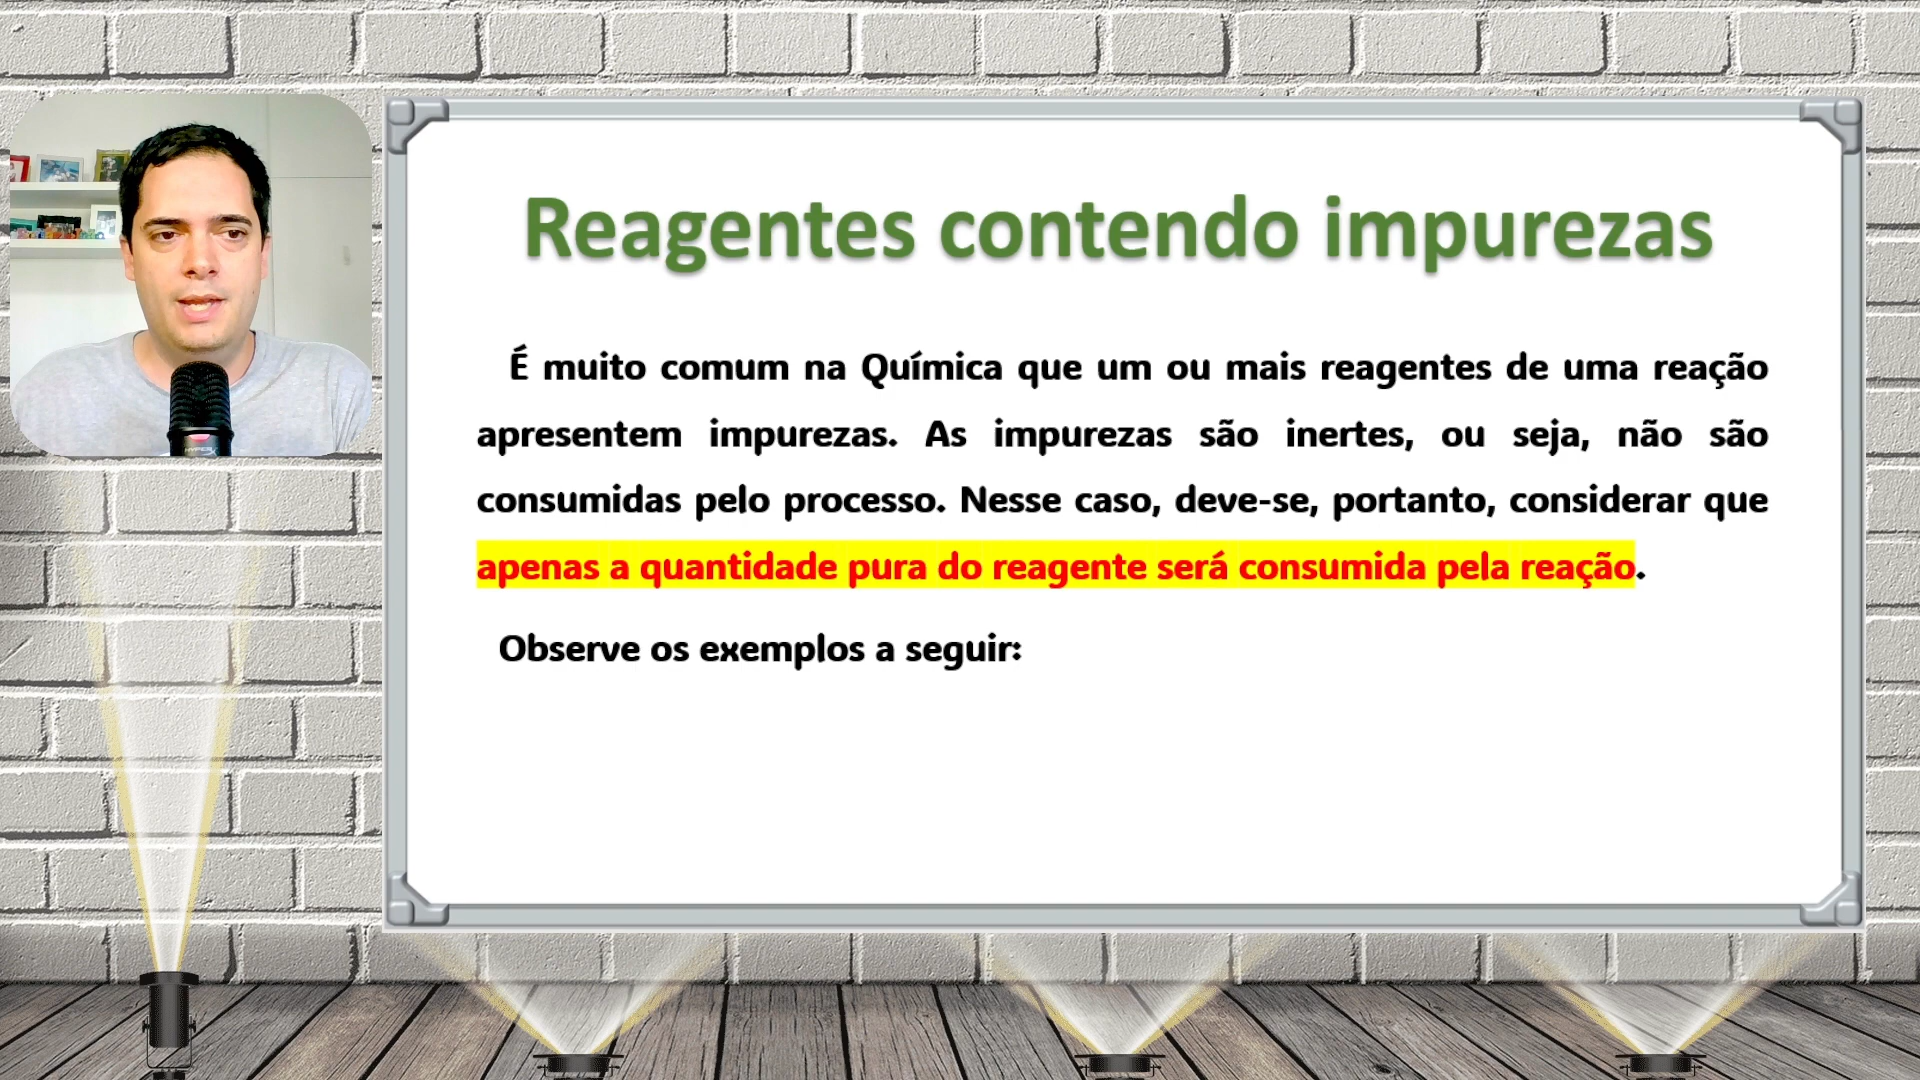 Reagentes contendo impurezas
É muito comum na Química que um ou mais reagentes de uma reação
apresentem impurezas. As impurezas são inertes, ou seja, não são
consumidas pelo processo. Nesse caso, deve-se, portanto, considerar que
apenas a quantidade pura do reagente será consumida pela reação.
Observe os exemplos a seguir: